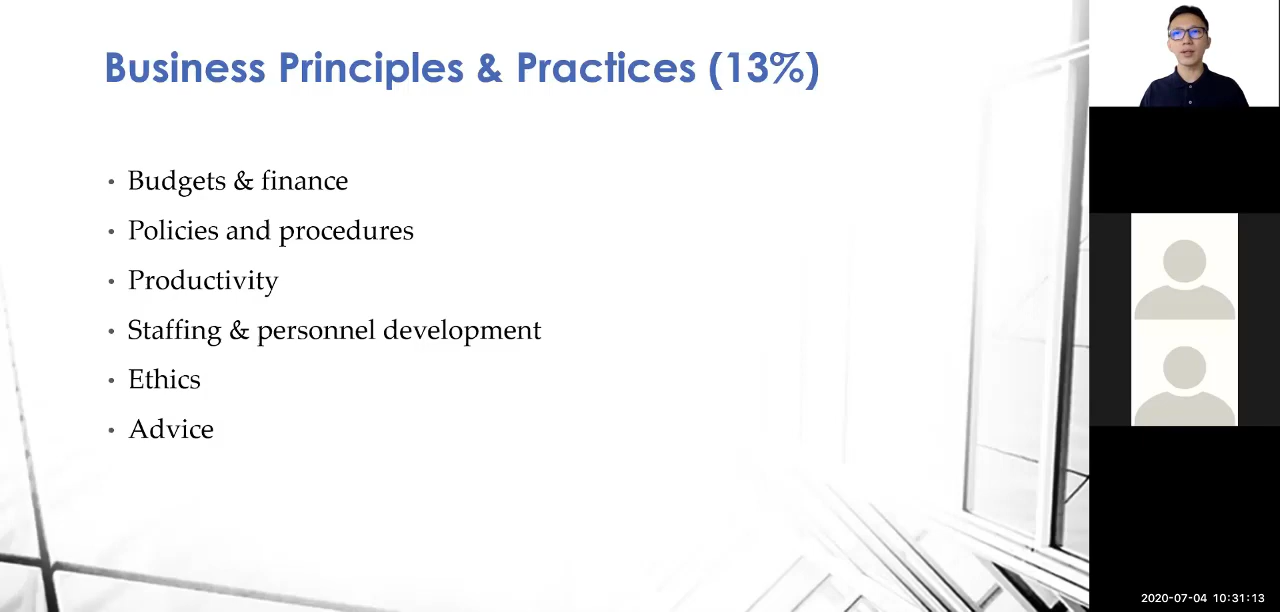 Business Principles & Practices (13%)
• Budgets & finance
• Policies and procedures
• Productivity
• Staffing & personnel development
• Ethics
• Advice
2020-07-04 10:31:13